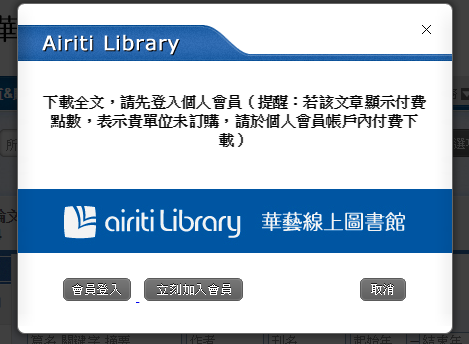 Airiti Library
下載全文，請先登入個人會員（提醒：若該文章顯示付費
點數，表示貴單位未訂購，請於個人會員帳戶內付費下
載）
airiti Library 華藝線上圖書館
會員登入 立刻加入會員 取消